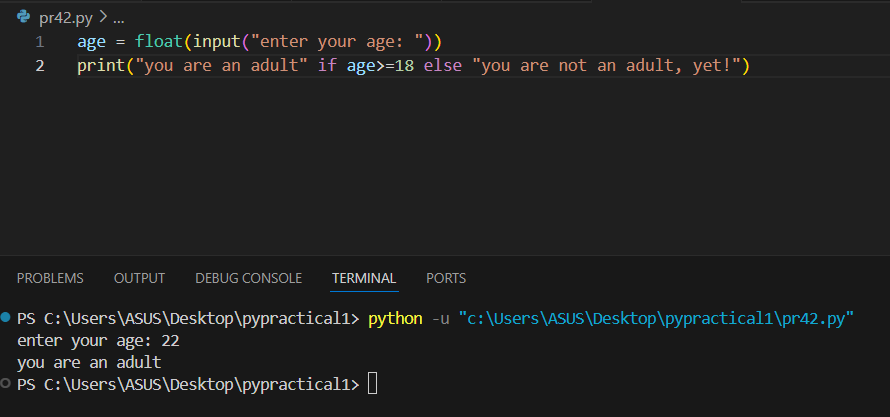 pr42.py > ...
1 age = float(input("enter your age: "))
2 print("you are an adult" if age>=18 else "you are not an adult, yet!")
PROBLEMS OUTPUT DEBUG CONSOLE TERMINAL PORTS
PS C:\Users\ASUS\Desktop\pypractical1> python -u "c:\Users\ASUS\Desktop\pypractical1\pr42.py"
enter your age: 22
you are an adult
PS C:\Users\ASUS\Desktop\pypractical1>